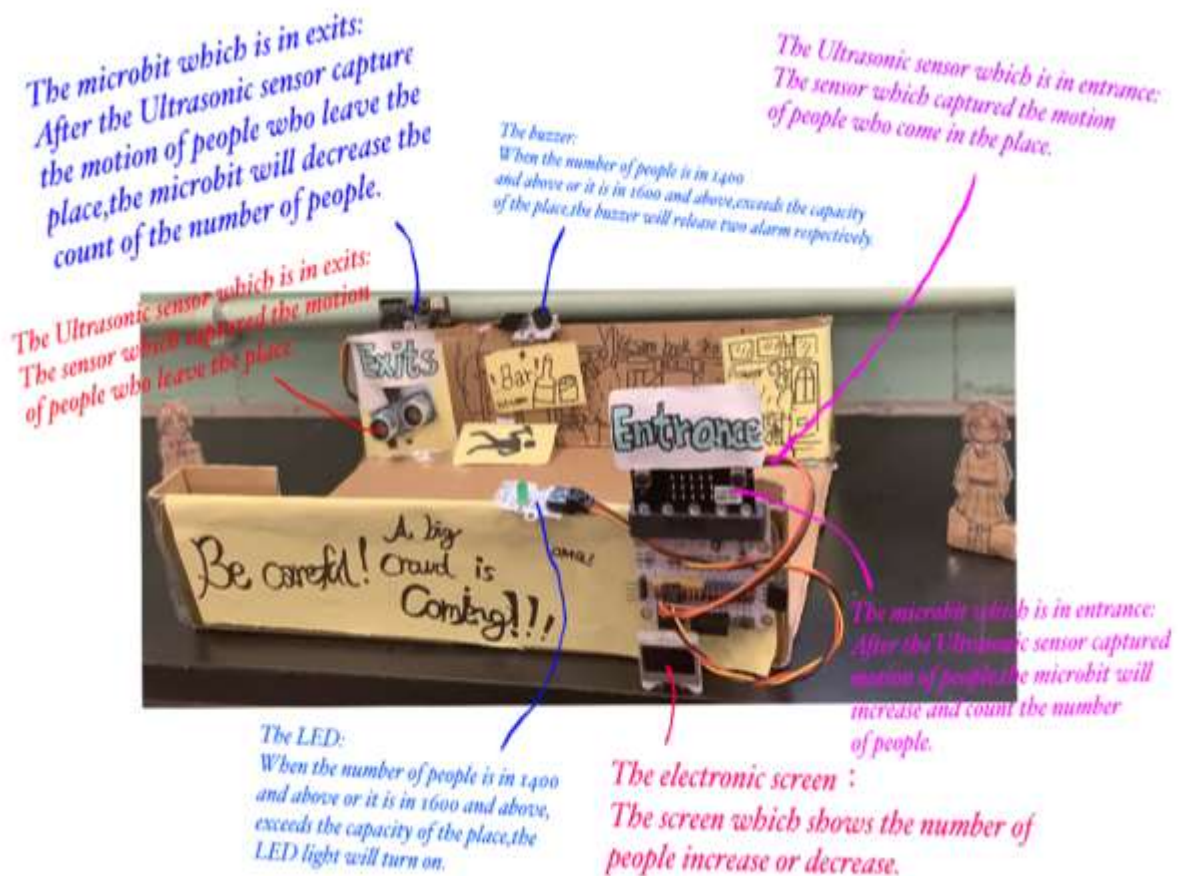 The microbit which is in exits:
After the Ultrasonic sensor capture
the motion of people who leave the
place,the microbit will decrease the
count of the number of people.
The buzzer:
When the number of people is in 1400
and above or it is in 1600 and above,exceeds the capacity
of the place,the buzzer will release two alarm respectively.
The Ultrasonic sensor which is in entrance:
The sensor which captured the motion
of people who come in the place.
The Ultrasonic sensor which is in exits:
The sensor which captured the motion
of people who leave the place.
Exits
Bar
Entrance
Be careful!
A big
crowd is
Coming!!!
OMG!
The microbit which is in entrance:
After the Ultrasonic sensor captured
motion of people,the microbit will
increase and count the number
of people.
The LED:
When the number of people is in 1400
and above or it is in 1600 and above,
exceeds the capacity of the place,the
LED light will turn on.
The electronic screen：
The screen which shows the number of
people increase or decrease.